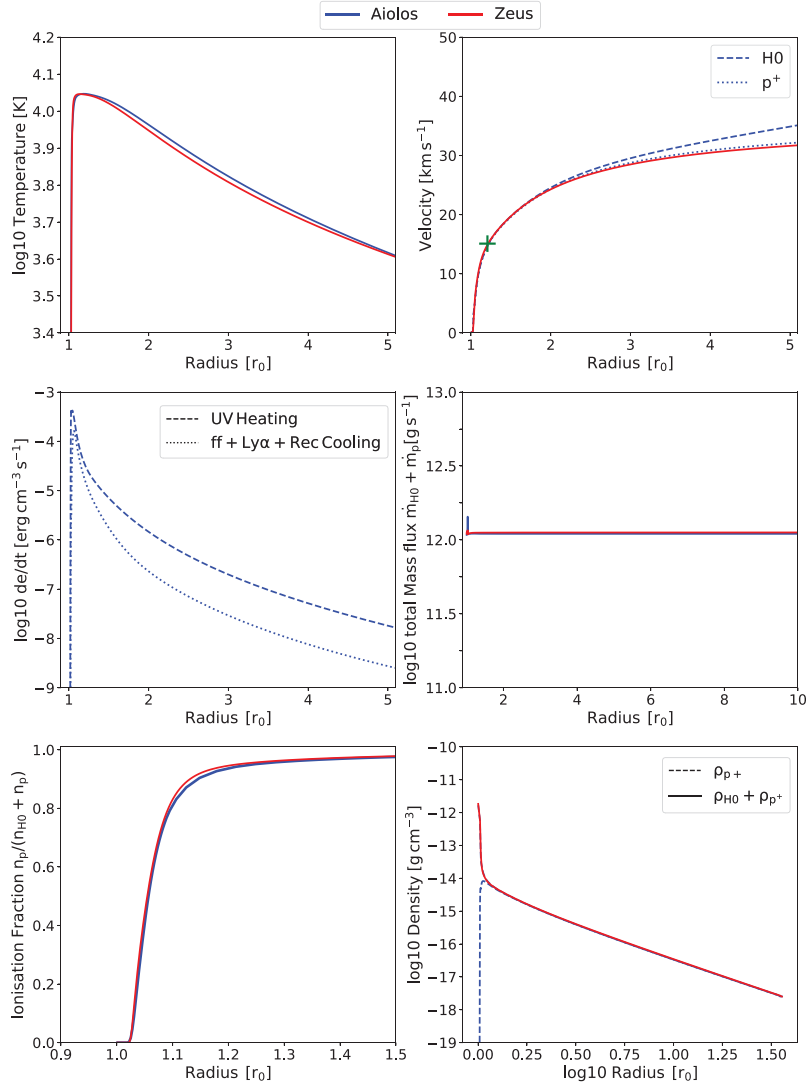 Aiolos Zeus
log10 Temperature [K]
4.2
4.1
4.0
3.9
3.8
3.7
3.6
3.5
3.4
1 2 3 4 5
Radius [r₀]
Velocity [km s⁻¹]
50
40
30
20
10
0
H0
p⁺
1 2 3 4 5
Radius [r₀]
log10 de/dt [erg cm⁻³ s⁻¹]
−3
−4
−5
−6
−7
−8
−9
UV Heating
ff + Lyα + Rec Cooling
1 2 3 4 5
Radius [r₀]
log10 total Mass flux ṁ_H0 + ṁ_p[g s⁻¹]
13.0
12.5
12.0
11.5
11.0
2 4 6 8 10
Radius [r₀]
Ionisation Fraction n_p/(n_H0 + n_p)
1.0
0.8
0.6
0.4
0.2
0.0
0.9 1.0 1.1 1.2 1.3 1.4 1.5
Radius [r₀]
log10 Density [g cm⁻³]
−10
−11
−12
−13
−14
−15
−16
−17
−18
−19
ρ_p+
ρ_H0 + ρ_p⁺
0.00 0.25 0.50 0.75 1.00 1.25 1.50
log10 Radius [r₀]